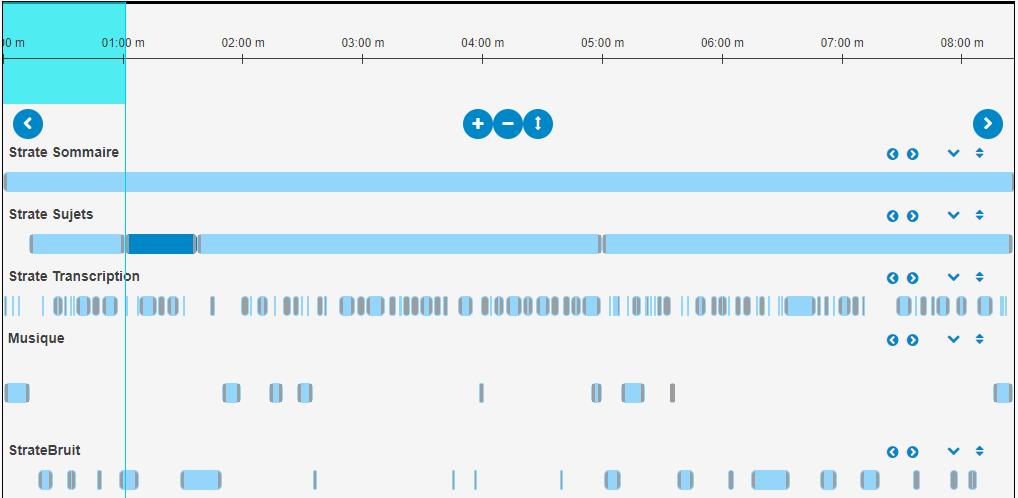 00 m 01:00 m 02:00 m 03:00 m 04:00 m 05:00 m 06:00 m 07:00 m 08:00 m
Strate Sommaire
Strate Sujets
Strate Transcription
Musique
StrateBruit